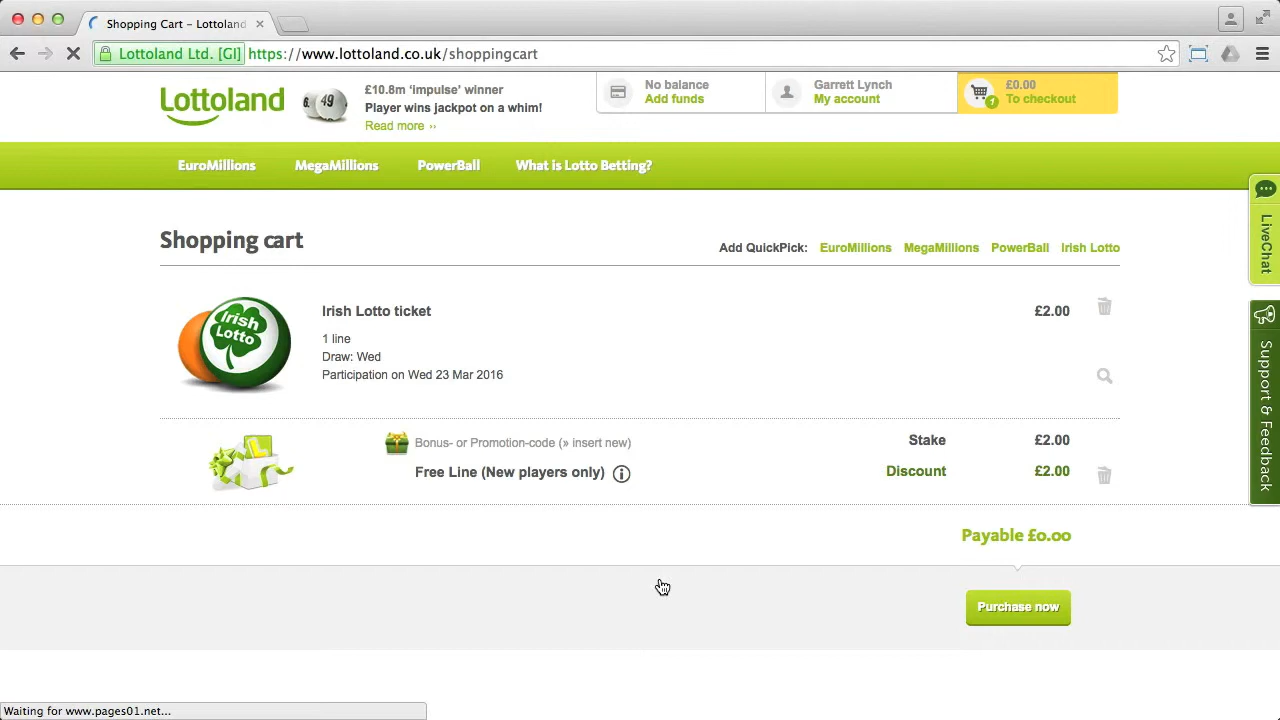 Shopping Cart – Lottoland
Lottoland Ltd. [GI] https://www.lottoland.co.uk/shoppingcart
Lottoland
6. 49
£10.8m ‘impulse’ winner
Player wins jackpot on a whim!
Read more ››
No balance
Add funds
Garrett Lynch
My account
1
£0.00
To checkout
EuroMillions MegaMillions PowerBall What is Lotto Betting?
LiveChat
Support & Feedback
Shopping cart
Add QuickPick: EuroMillions MegaMillions PowerBall Irish Lotto
Irish
Lotto
Irish Lotto ticket £2.00
1 line
Draw: Wed
Participation on Wed 23 Mar 2016
Bonus- or Promotion-code (» insert new) Stake £2.00
Free Line (New players only) i Discount £2.00
Payable £0.00
Purchase now
Waiting for www.pages01.net...